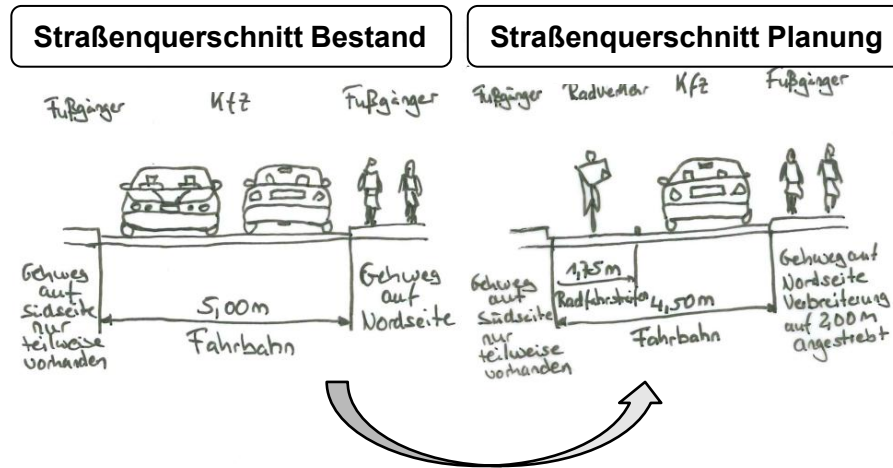 Straßenquerschnitt Bestand
Fußgänger Kfz Fußgänger
Gehweg
auf
Südseite
nur
teilweise
vorhanden
5,00m
Fahrbahn
Gehweg
auf
Nordseite
Straßenquerschnitt Planung
Fußgänger Radverkehr Kfz Fußgänger
Gehweg
auf
Südseite
nur
teilweise
vorhanden
1,75m
Radfahrstreifen
4,50m
Fahrbahn
Gehweg auf
Nordseite
Verbreiterung
auf 2,00m
angestrebt